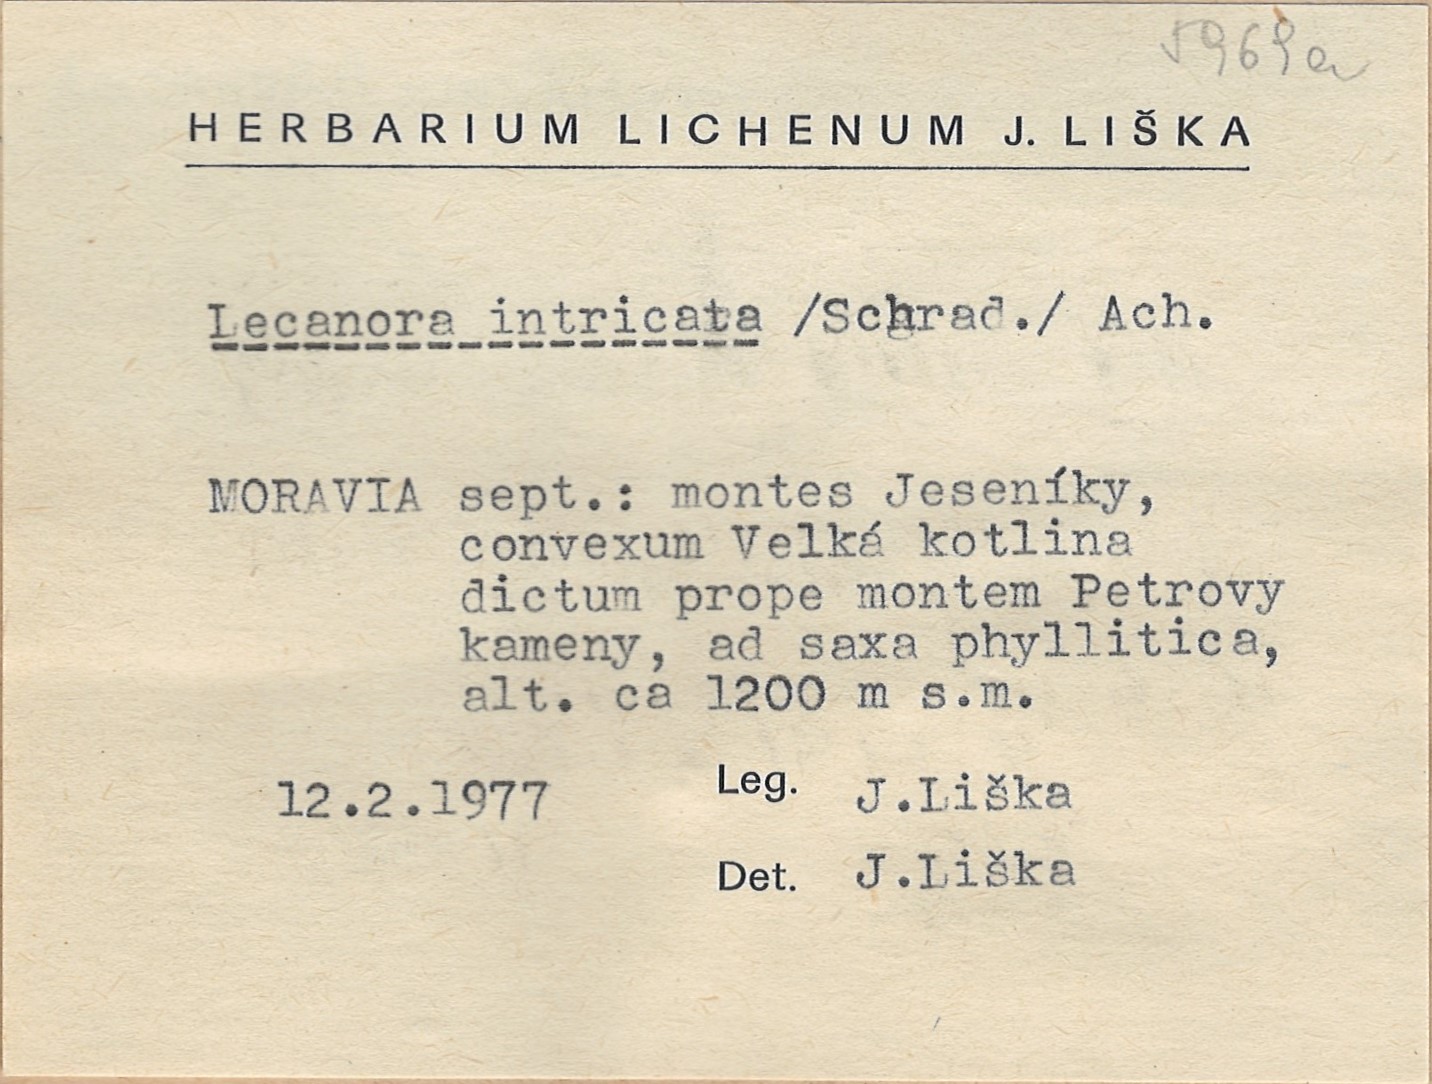 5969a
HERBARIUM LICHENUM J. LIŠKA
Lecanora intricata /Schrad./ Ach.
MORAVIA sept.: montes Jeseníky,
convexum Velká kotlina
dictum prope montem Petrovy
kameny, ad saxa phyllitica,
alt. ca 1200 m s.m.
12.2.1977 Leg. J.Liška
Det. J.Liška